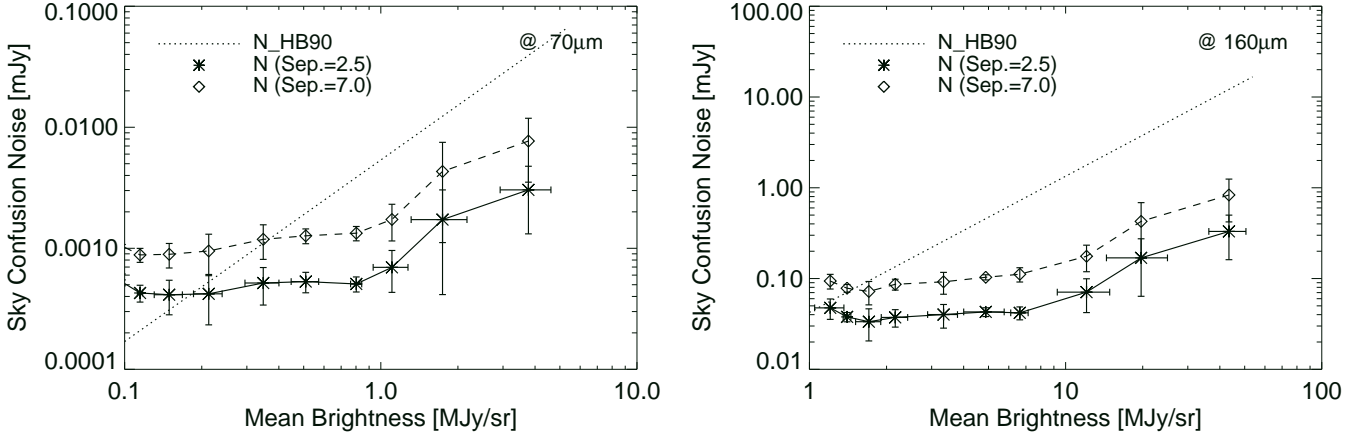 Sky Confusion Noise [mJy]
0.1000
0.0100
0.0010
0.0001
N_HB90
N (Sep.=2.5)
N (Sep.=7.0)
@ 70μm
0.1
1.0
10.0
Mean Brightness [MJy/sr]
Sky Confusion Noise [mJy]
100.00
10.00
1.00
0.10
0.01
N_HB90
N (Sep.=2.5)
N (Sep.=7.0)
@ 160μm
1
10
100
Mean Brightness [MJy/sr]